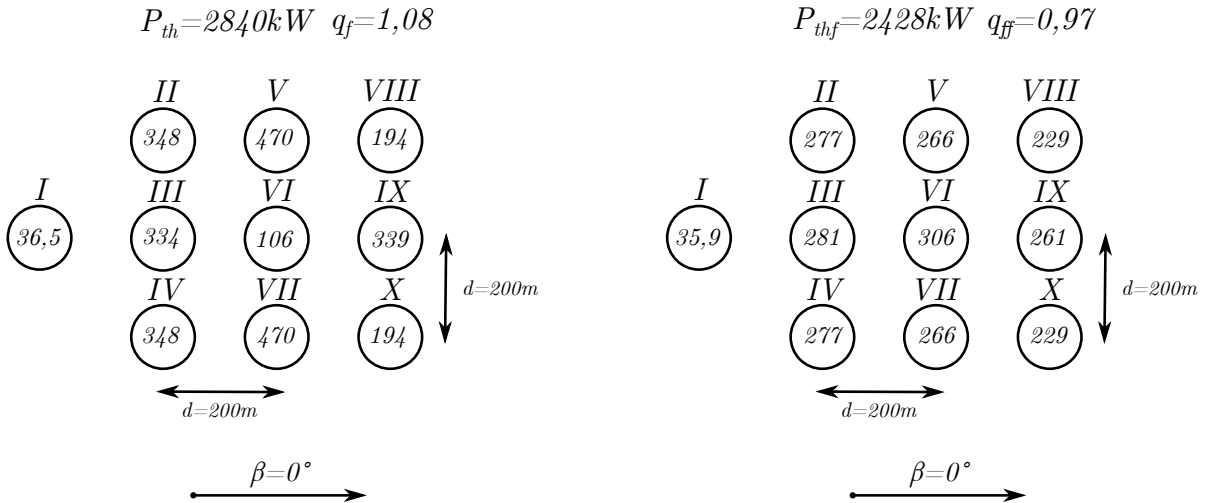 P_th=2840kW q_f=1,08
II V VIII
348 470 194
I III VI IX
36,5 334 106 339
IV VII X
348 470 194
d=200m
d=200m
β=0°
P_thf=2428kW q_ff=0,97
II V VIII
277 266 229
I III VI IX
35,9 281 306 261
IV VII X
277 266 229
d=200m
d=200m
β=0°